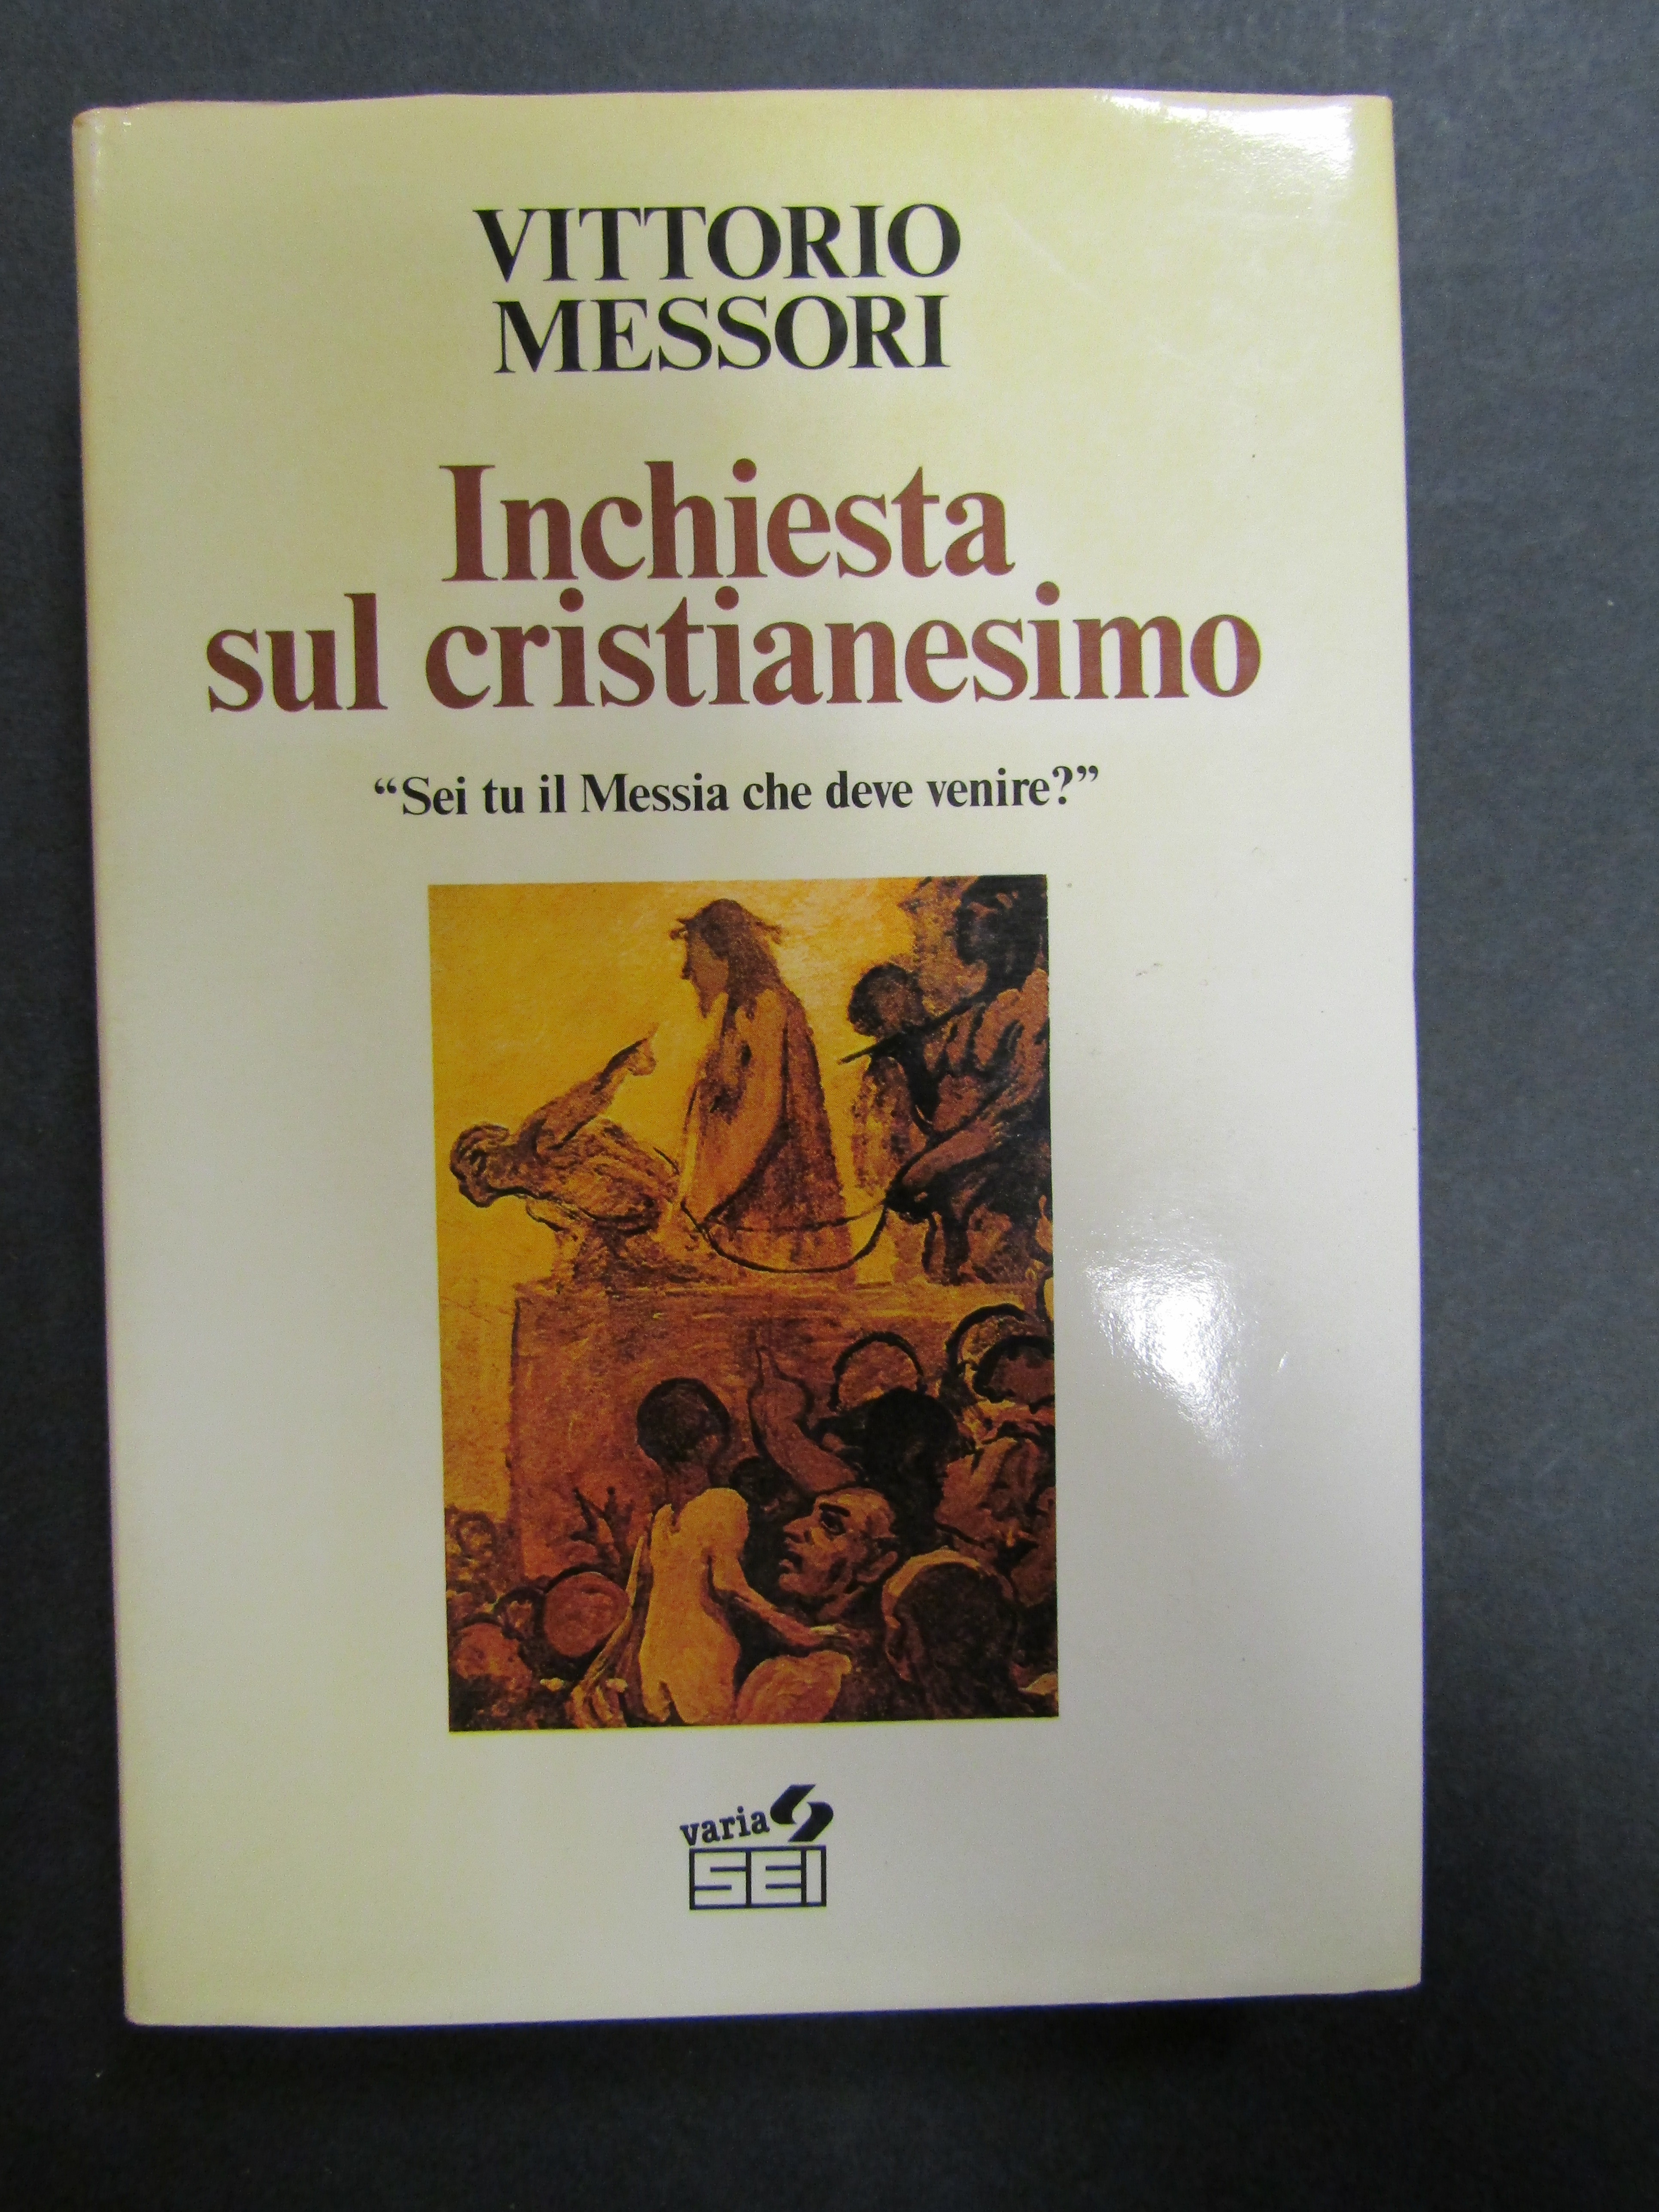 VITTORIO
MESSORI
Inchiesta
sul cristianesimo
“Sei tu il Messia che deve venire?”
varia
SEI